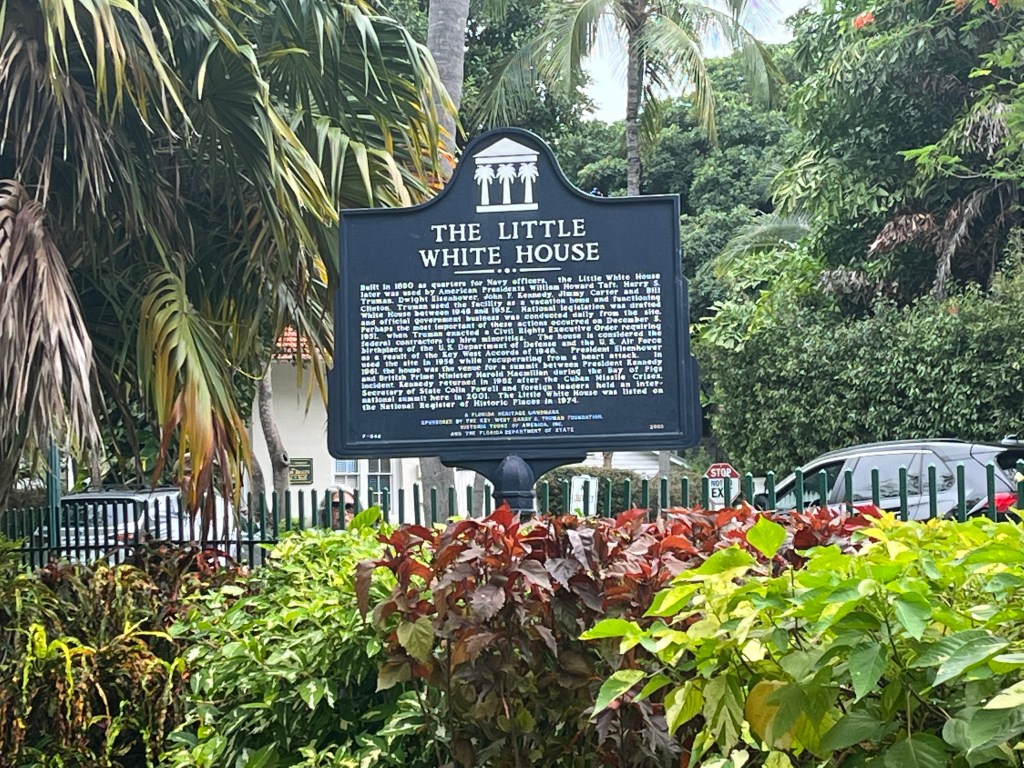 THE LITTLE
WHITE HOUSE
Built in 1890 as quarters for Navy officers, the Little White House
later was used by American Presidents William Howard Taft, Harry S.
Truman, Dwight Eisenhower, John F. Kennedy, Jimmy Carter and Bill
Clinton. Truman used the facility as a vacation home and functioning
White House between 1946 and 1952. National legislation was drafted
and official government business was conducted daily from the site.
Perhaps the most important of these actions occurred on December 3,
1951, when Truman enacted a Civil Rights Executive Order requiring
federal contractors to hire minorities. The house is considered the
birthplace of the U.S. Department of Defense and the U.S. Air Force
as a result of the Key West Accords of 1948. President Eisenhower
used the site in 1956 while recuperating from a heart attack. In
1961, the house was the venue for a summit between President Kennedy
and British Prime Minister Harold Macmillan during the Bay of Pigs
incident. Kennedy returned in 1962 after the Cuban Missile Crises.
Secretary of State Colin Powell and foreign leaders held an inter-
national summit here in 2001. The Little White House was listed on
the National Register of Historic Places in 1974.
A FLORIDA HERITAGE LANDMARK
SPONSORED BY THE KEY WEST HARRY S. TRUMAN FOUNDATION,
HISTORIC TOURS OF AMERICA, INC.
AND THE FLORIDA DEPARTMENT OF STATE
F-546
2005
STOP
NOT